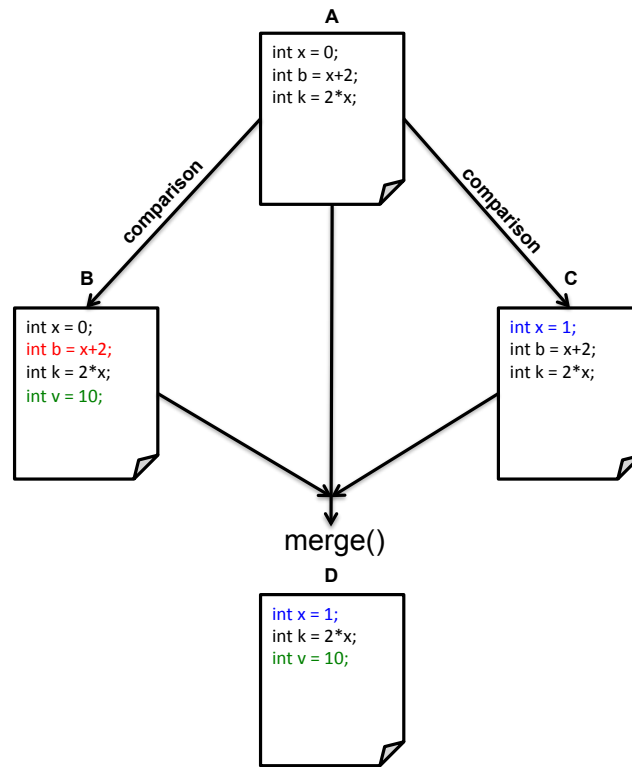 A
int x = 0;
int b = x+2;
int k = 2*x;
comparison
comparison
B
int x = 0;
int b = x+2;
int k = 2*x;
int v = 10;
C
int x = 1;
int b = x+2;
int k = 2*x;
merge()
D
int x = 1;
int k = 2*x;
int v = 10;